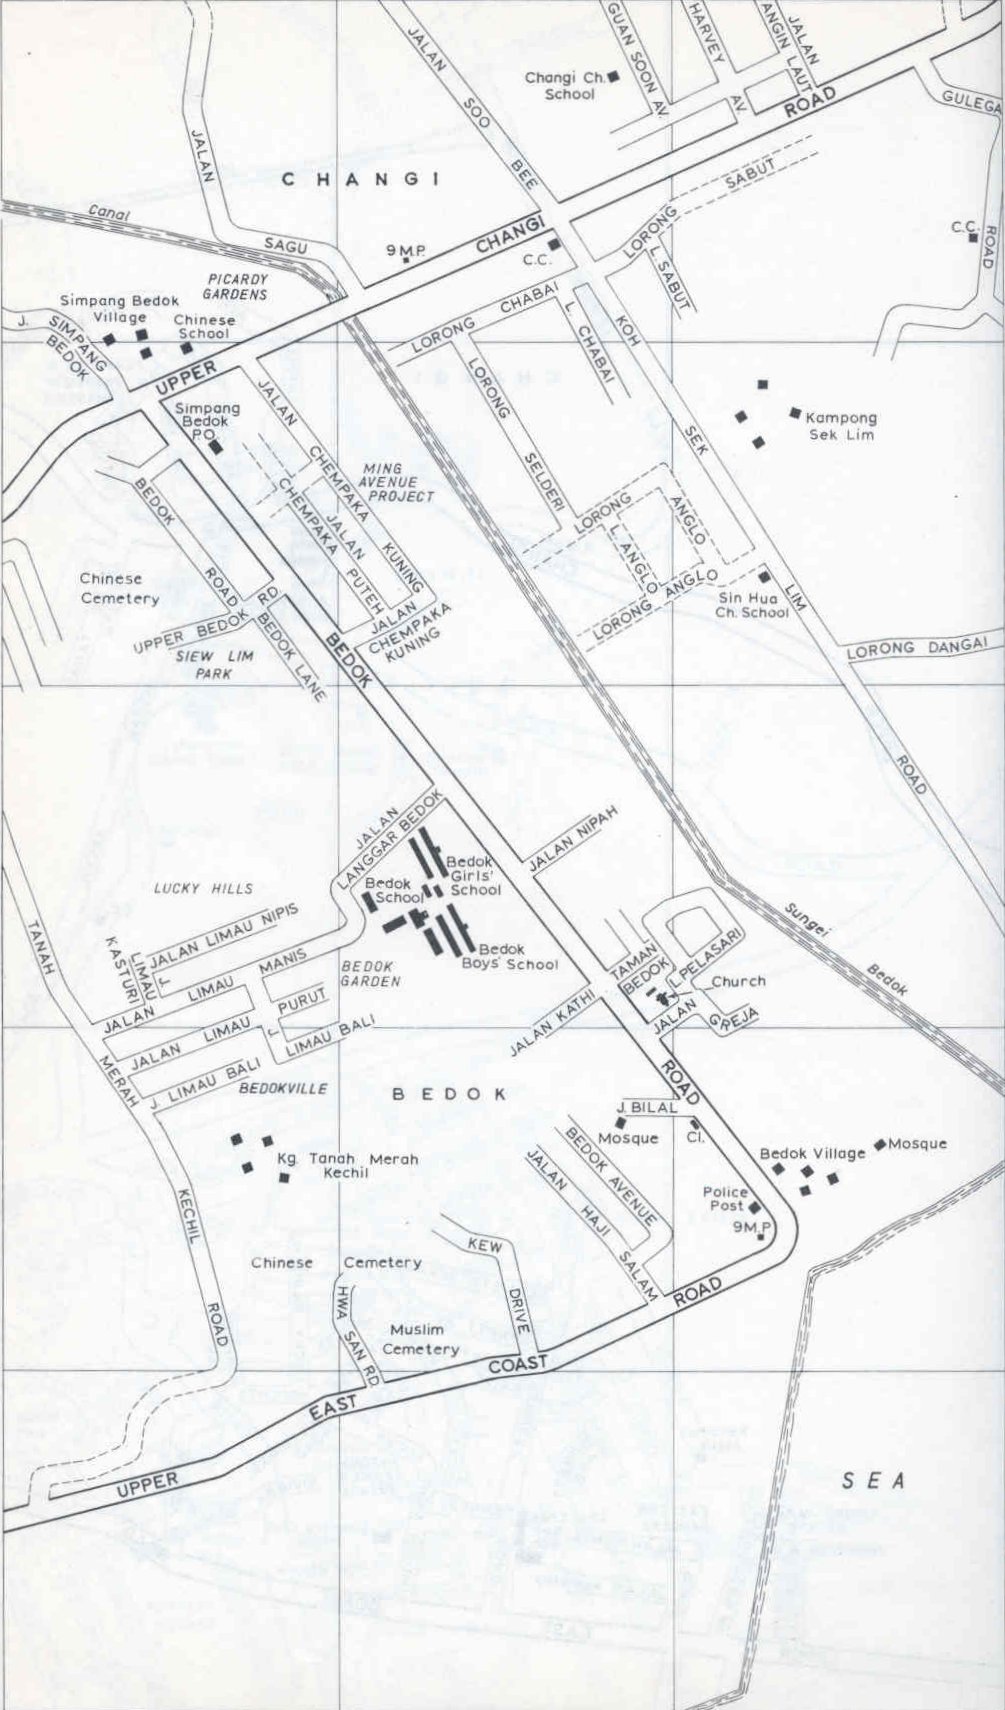 JALAN SOO BEE
GUAN SOON AV.
HARVEY AV.
JALAN ANGIN LAUT
Changi Ch.
School
ROAD
GULEGA
ROAD
JALAN SAGU
CHANGI
SABUT
LORONG
L. SABUT
Canal
9 M.P.
CHANGI
C.C.
C.C.
PICARDY
GARDENS
LORONG CHABAI
L. CHABAI
KOH SEK LIM ROAD
Simpang Bedok
Village
Chinese
School
J. SIMPANG
BEDOK
UPPER
LORONG
LORONG SELDERI
Simpang
Bedok
P.O.
JALAN CHEMPAKA KUNING
MING
AVENUE
PROJECT
Kampong
Sek Lim
BEDOK ROAD
JALAN
CHEMPAKA PUTEH
LORONG ANGLO
L. ANGLO
LORONG ANGLO
Chinese
Cemetery
Sin Hua
Ch. School
UPPER BEDOK RD
JALAN
CHEMPAKA
KUNING
BEDOK LANE
BEDOK
SIEW LIM
PARK
LORONG DANGAI
JALAN
LANGGAR BEDOK
JALAN NIPAH
Bedok
Girls'
School
Bedok
School
LUCKY HILLS
Sungei Bedok
TANAH MERAH KECHIL ROAD
JALAN LIMAU NIPIS
L. LIMAU
KASTURI
JALAN LIMAU MANIS
BEDOK
GARDEN
Bedok
Boys' School
TAMAN
BEDOK
L. PELASARI
Church
JALAN GREJA
JALAN KATHI
JALAN LIMAU PURUT
LIMAU BALI
J. LIMAU BALI
BEDOKVILLE
BEDOK
ROAD
J. BILAL
Mosque
Cl.
Bedok Village
Mosque
BEDOK AVENUE
JALAN HAJI SALAM
Kg. Tanah Merah
Kechil
Police
Post
9M.P
KEW DRIVE
Chinese Cemetery
HWA SAN RD
Muslim
Cemetery
UPPER EAST COAST ROAD
SEA